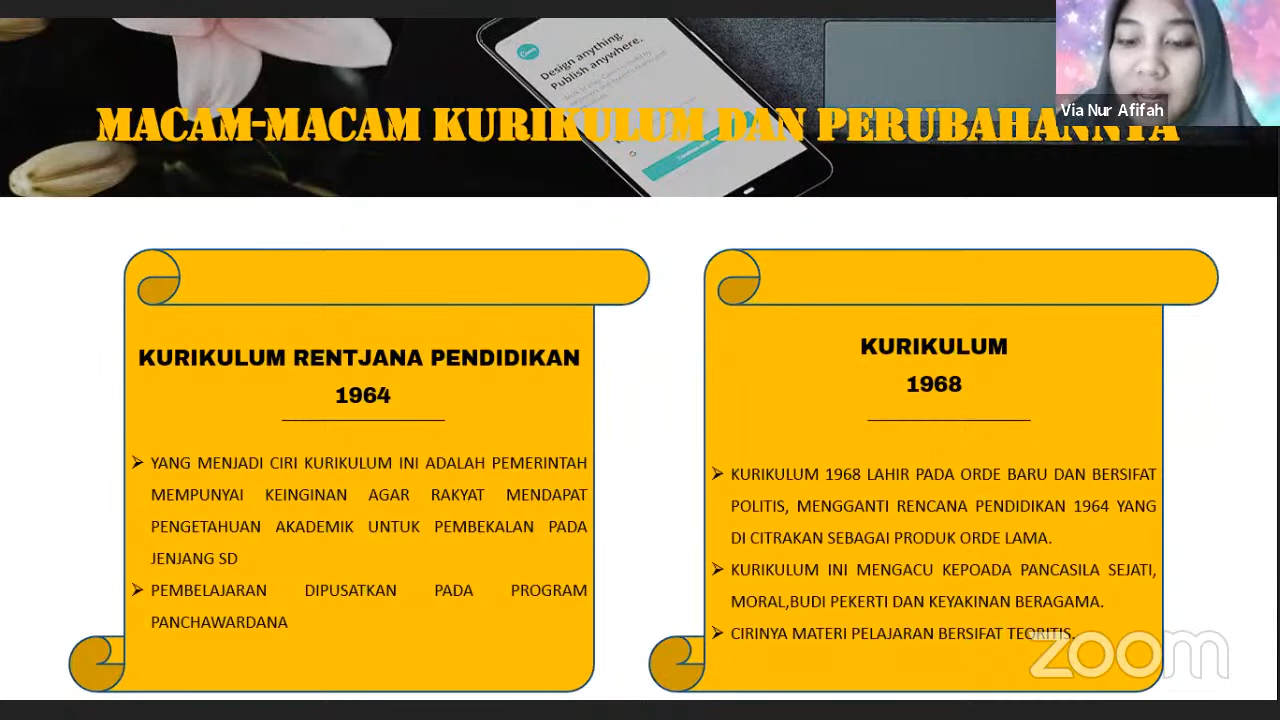 Design anything.
Publish anywhere.
MACAM-MACAM KURIKULUM DAN PERUBAHANNYA
Via Nur Afifah
KURIKULUM RENTJANA PENDIDIKAN
1964
YANG MENJADI CIRI KURIKULUM INI ADALAH PEMERINTAH
MEMPUNYAI KEINGINAN AGAR RAKYAT MENDAPAT
PENGETAHUAN AKADEMIK UNTUK PEMBEKALAN PADA
JENJANG SD
PEMBELAJARAN DIPUSATKAN PADA PROGRAM
PANCHAWARDANA
KURIKULUM
1968
KURIKULUM 1968 LAHIR PADA ORDE BARU DAN BERSIFAT
POLITIS, MENGGANTI RENCANA PENDIDIKAN 1964 YANG
DI CITRAKAN SEBAGAI PRODUK ORDE LAMA.
KURIKULUM INI MENGACU KEPOADA PANCASILA SEJATI,
MORAL,BUDI PEKERTI DAN KEYAKINAN BERAGAMA.
CIRINYA MATERI PELAJARAN BERSIFAT TEORITIS.
zoom